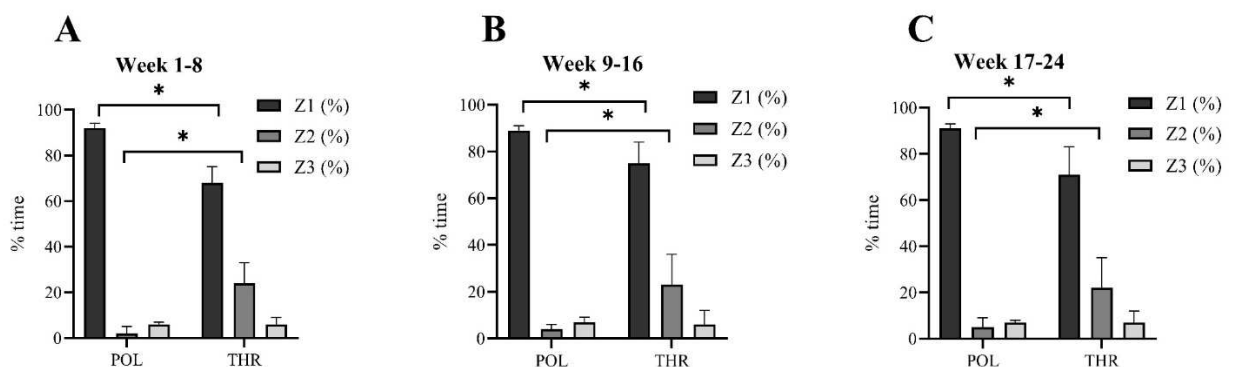 A
Week 1-8
*
*
Z1 (%)
Z2 (%)
Z3 (%)
% time
100
80
60
40
20
0
POL
THR
B
Week 9-16
*
*
Z1 (%)
Z2 (%)
Z3 (%)
% time
100
80
60
40
20
0
POL
THR
C
Week 17-24
*
*
Z1 (%)
Z2 (%)
Z3 (%)
% time
100
80
60
40
20
0
POL
THR